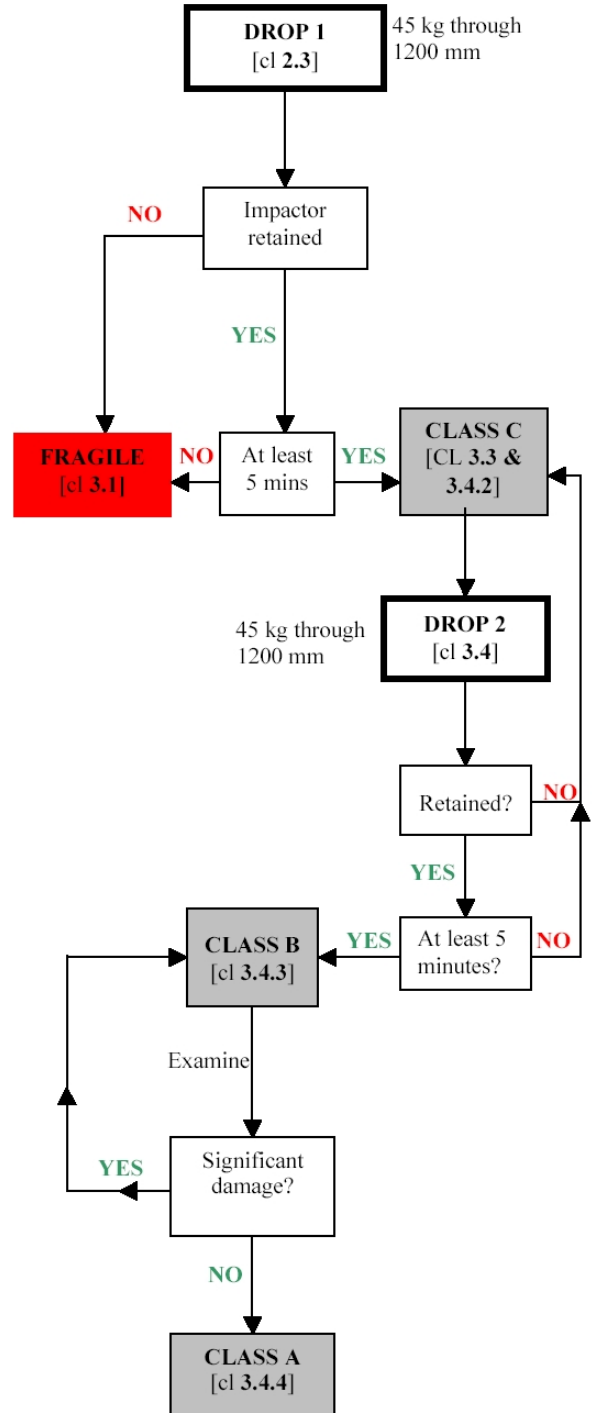 DROP 1
[cl 2.3]
45 kg through
1200 mm
Impactor
retained
NO
YES
FRAGILE
[cl 3.1]
NO
At least
5 mins
YES
CLASS C
[CL 3.3 &
3.4.2]
45 kg through
1200 mm
DROP 2
[cl 3.4]
Retained?
NO
YES
At least 5
minutes?
NO
YES
CLASS B
[cl 3.4.3]
Examine
Significant
damage?
YES
NO
CLASS A
[cl 3.4.4]